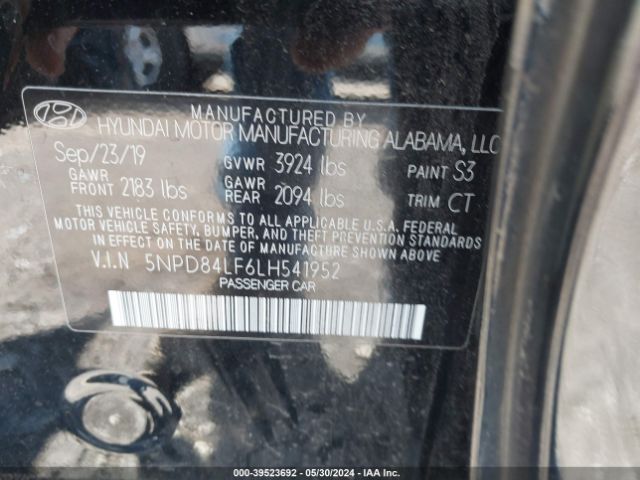 MANUFACTURED BY
HYUNDAI MOTOR MANUFACTURING ALABAMA, LLC
Sep/23/19 GVWR 3924 lbs PAINT S3
GAWR FRONT 2183 lbs GAWR REAR 2094 lbs TRIM CT
THIS VEHICLE CONFORMS TO ALL APPLICABLE U.S.A. FEDERAL
MOTOR VEHICLE SAFETY, BUMPER, AND THEFT PREVENTION STANDARDS
IN EFFECT ON THE DATE OF MANUFACTURE SHOWN ABOVE.
V.I.N 5NPD84LF6LH541952
PASSENGER CAR
000-39523692 - 05/30/2024 - IAA Inc.